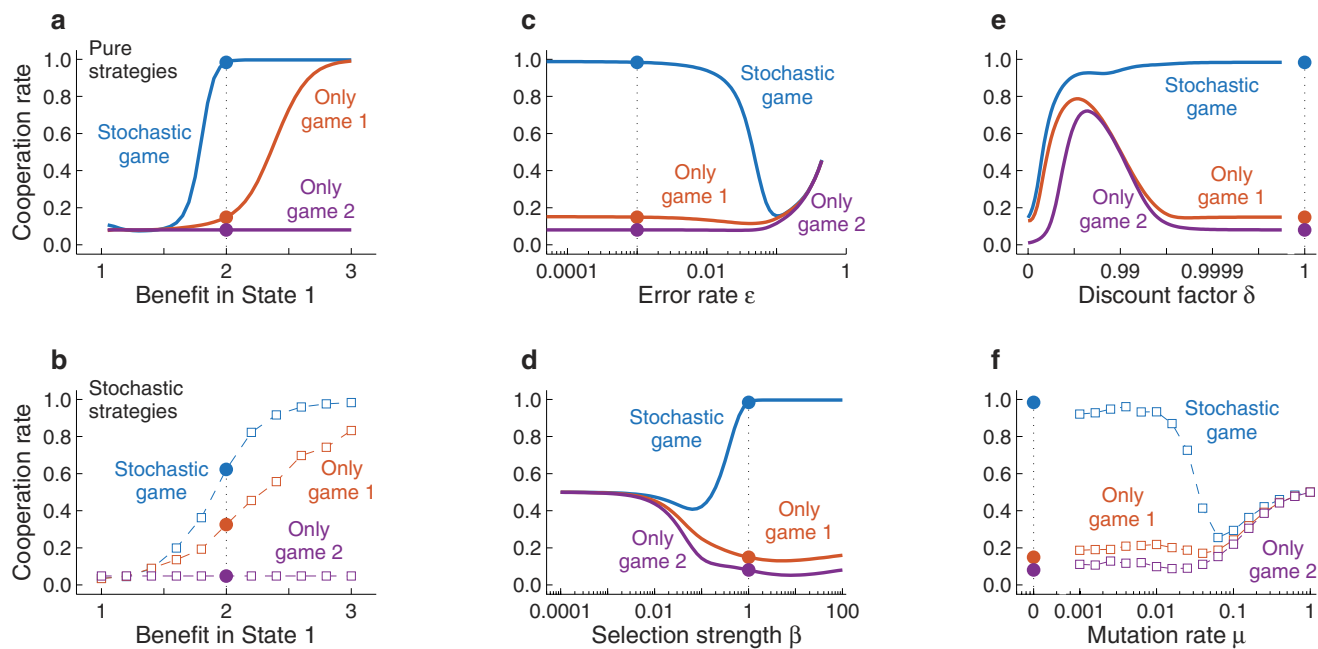 a
Pure
strategies
Cooperation rate
1.0
0.8
0.6
0.4
0.2
0.0
Stochastic
game
Only
game 1
Only
game 2
1
2
3
Benefit in State 1
c
1.0
0.8
0.6
0.4
0.2
0.0
Stochastic
game
Only
game 1
Only
game 2
0.0001
0.01
1
Error rate ε
e
1.0
0.8
0.6
0.4
0.2
0.0
Stochastic
game
Only
game 1
Only
game 2
0
0.99
0.9999
1
Discount factor δ
b
Stochastic
strategies
Cooperation rate
1.0
0.8
0.6
0.4
0.2
0.0
Stochastic
game
Only
game 1
Only
game 2
1
2
3
Benefit in State 1
d
1.0
0.8
0.6
0.4
0.2
0.0
Stochastic
game
Only game 1
Only
game 2
0.0001
0.01
1
100
Selection strength β
f
1.0
0.8
0.6
0.4
0.2
0.0
Stochastic
game
Only
game 1
Only
game 2
0
0.001
0.01
0.1
1
Mutation rate μ